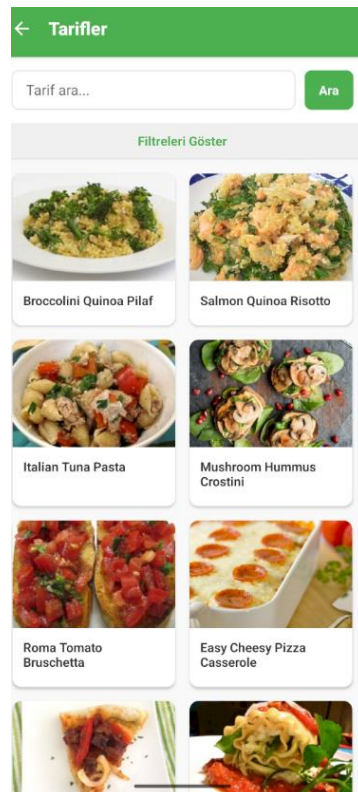 Tarifler
Tarif ara...
Ara
Filtreleri Göster
Broccolini Quinoa Pilaf
Salmon Quinoa Risotto
Italian Tuna Pasta
Mushroom Hummus
Crostini
Roma Tomato
Bruschetta
Easy Cheesy Pizza
Casserole